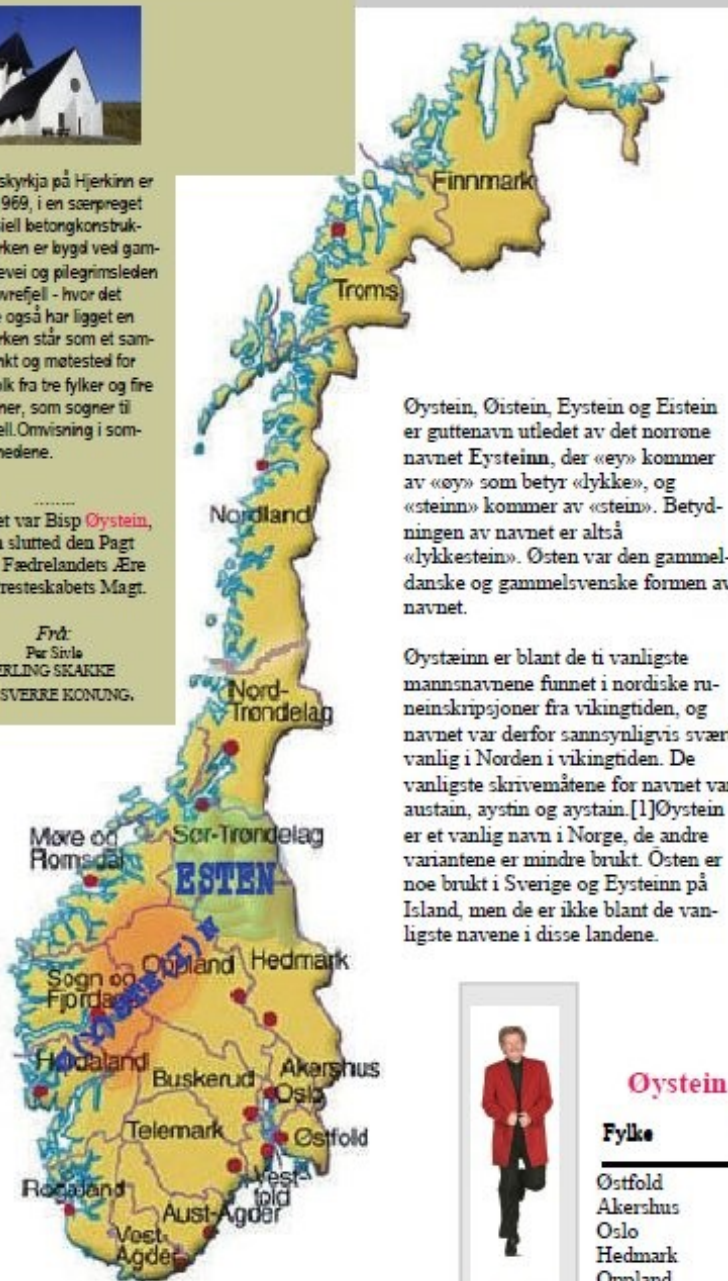 skyrkja på Hjerkinn er
969, i en særpreget
iell betongkonstruk-
rken er bygd ved gam-
evei og pilegrimsleden
vrefjell - hvor det
også har ligget en
rken står som et sam-
nkt og møtested for
olk fra tre fylker og fire
ner, som sogner til
ell.Omvisning i som-
nedene.
--------
et var Bisp Øystein,
slutted den Pagt
Fædrelandets Ære
resteskabets Magt.
Frå:
Per Sivle
ERLING SKAKKE
SVERRE KONUNG.
Finnmark
Troms
Nordland
Nord-
Trøndelag
Sør-Trøndelag
Møre og
Romsdal
ESTEN
Ø(Y)STE(I)N
Oppland
Hedmark
Sogn og
Fjordane
Hordaland
Buskerud
Akershus
Oslo
Telemark
Østfold
Vest-
fold
Rogaland
Aust-Agder
Vest-
Agder
Øystein, Øistein, Eystein og Eistein
er guttenavn utledet av det norrøne
navnet Eysteinn, der «ey» kommer
av «øy» som betyr «lykke», og
«steinn» kommer av «stein». Betyd-
ningen av navnet er altså
«lykkestein». Østen var den gammel-
danske og gammelsvenske formen av
navnet.
Øystæinn er blant de ti vanligste
mannsnavnene funnet i nordiske ru-
neinskripsjoner fra vikingtiden, og
navnet var derfor sannsynligvis svær
vanlig i Norden i vikingtiden. De
vanligste skrivemåtene for navnet var
austain, aystin og aystain.[1]Øystein
er et vanlig navn i Norge, de andre
variantene er mindre brukt. Östen er
noe brukt i Sverige og Eysteinn på
Island, men de er ikke blant de van-
ligste navene i disse landene.
Øystein
Fylke
Østfold
Akershus
Oslo
Hedmark
Oppland